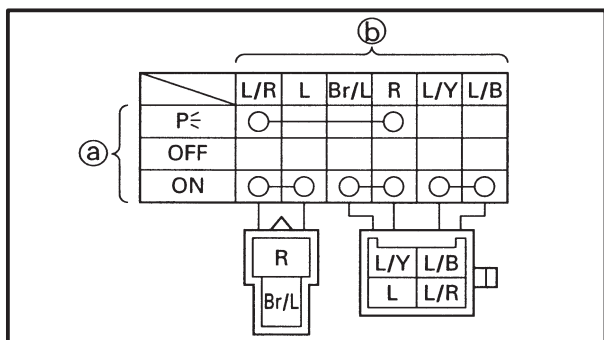 ⓑ
L/R L Br/L R L/Y L/B
P
ⓐ OFF
ON
R L/Y L/B
Br/L L L/R